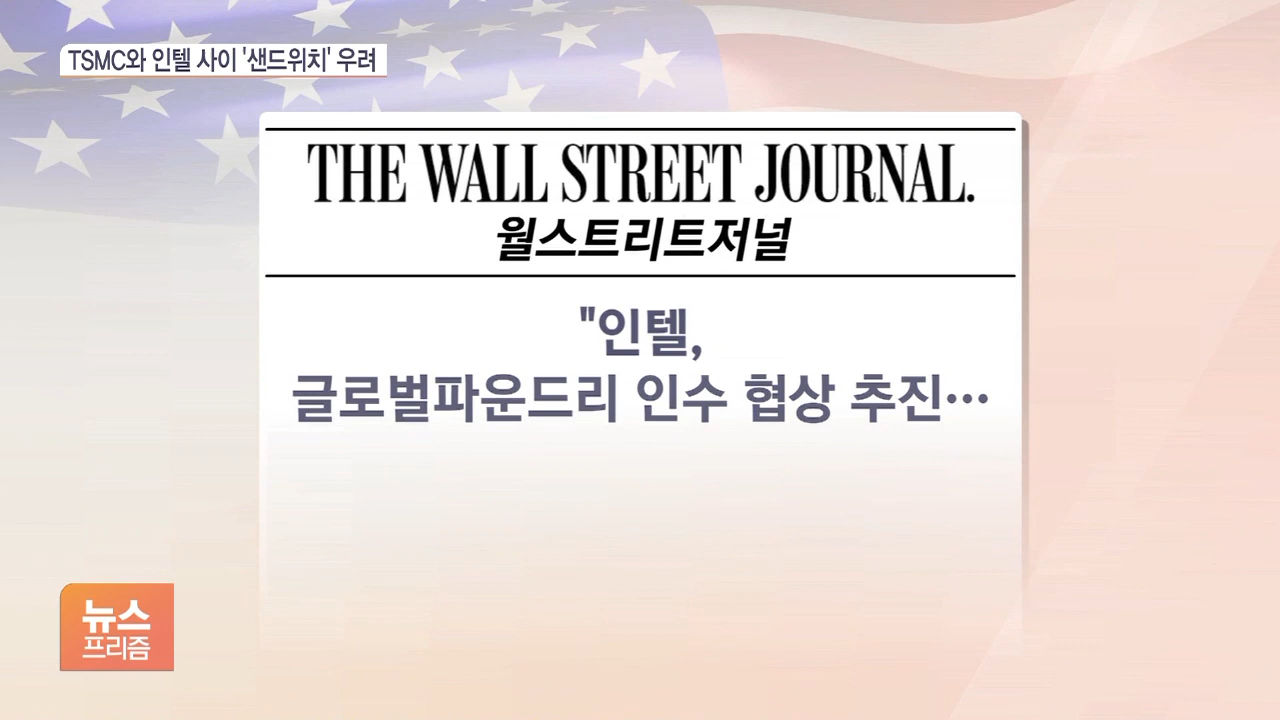 TSMC와 인텔 사이 '샌드위치' 우려
THE WALL STREET JOURNAL.
월스트리트저널
"인텔,
글로벌파운드리 인수 협상 추진…
뉴스
프리즘